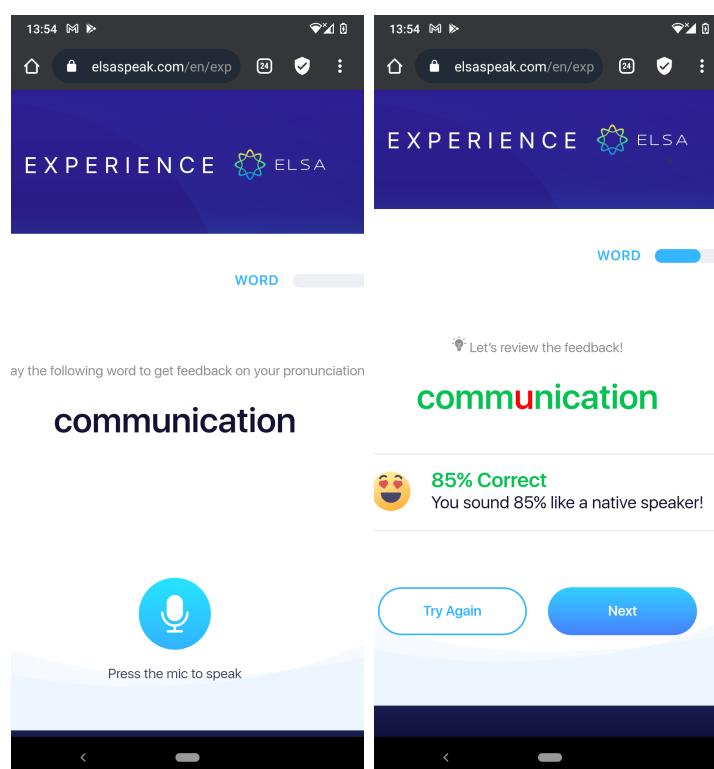 13:54
elsaspeak.com/en/exp 24
EXPERIENCE ELSA
WORD
ay the following word to get feedback on your pronunciation
communication
Press the mic to speak
13:54
elsaspeak.com/en/exp 24
EXPERIENCE ELSA
WORD
Let's review the feedback!
communication
85% Correct
You sound 85% like a native speaker!
Try Again Next